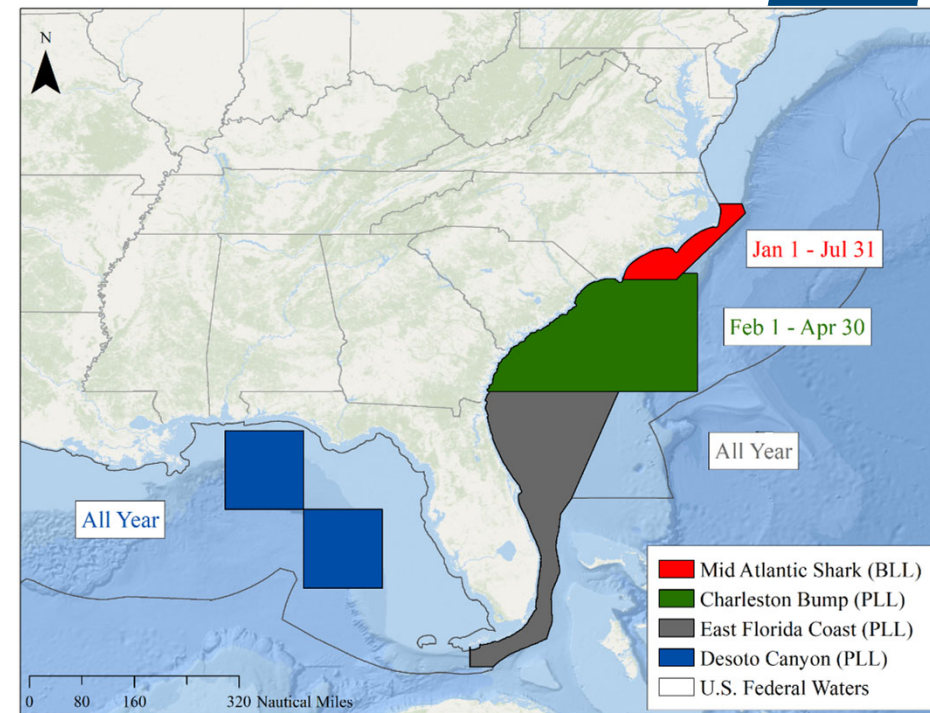 N
Jan 1 - Jul 31
Feb 1 - Apr 30
All Year
All Year
Mid Atlantic Shark (BLL)
Charleston Bump (PLL)
East Florida Coast (PLL)
Desoto Canyon (PLL)
U.S. Federal Waters
0 80 160 320 Nautical Miles